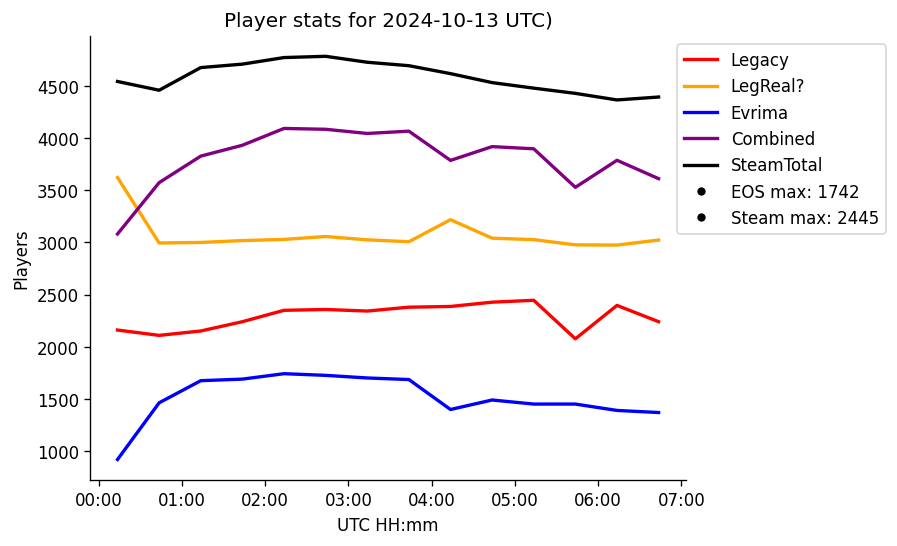 Player stats for 2024-10-13 UTC)
Legacy
LegReal?
Evrima
Combined
SteamTotal
EOS max: 1742
Steam max: 2445
Players
4500
4000
3500
3000
2500
2000
1500
1000
00:00 01:00 02:00 03:00 04:00 05:00 06:00 07:00
UTC HH:mm